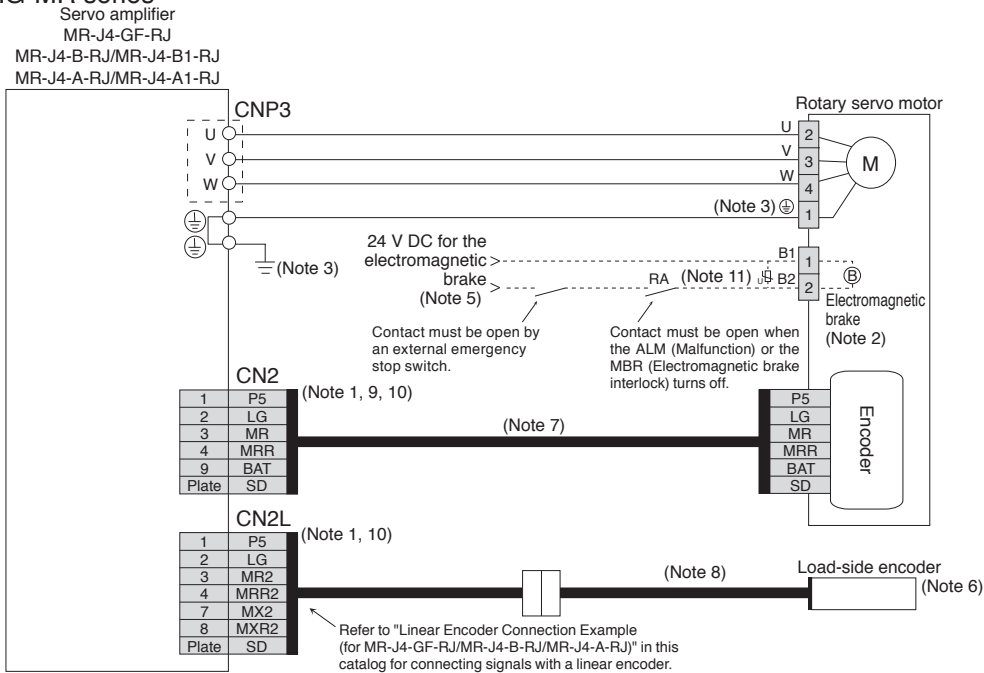 Servo amplifier
MR-J4-GF-RJ
MR-J4-B-RJ/MR-J4-B1-RJ
MR-J4-A-RJ/MR-J4-A1-RJ
CNP3
Rotary servo motor
U
U
2
V
V
3
M
W
W
4
(Note 3)
1
(Note 3)
24 V DC for the
electromagnetic
brake
(Note 5)
RA
(Note 11)
U
B1
1
B2
2
B
Electromagnetic
brake
(Note 2)
Contact must be open by
an external emergency
stop switch.
Contact must be open when
the ALM (Malfunction) or the
MBR (Electromagnetic brake
interlock) turns off.
CN2
(Note 1, 9, 10)
1 P5
2 LG
3 MR
4 MRR
9 BAT
Plate SD
(Note 7)
P5
LG
MR
MRR
BAT
SD
Encoder
CN2L
(Note 1, 10)
1 P5
2 LG
3 MR2
4 MRR2
7 MX2
8 MXR2
Plate SD
(Note 8)
Load-side encoder
(Note 6)
Refer to "Linear Encoder Connection Example
(for MR-J4-GF-RJ/MR-J4-B-RJ/MR-J4-A-RJ)" in this
catalog for connecting signals with a linear encoder.